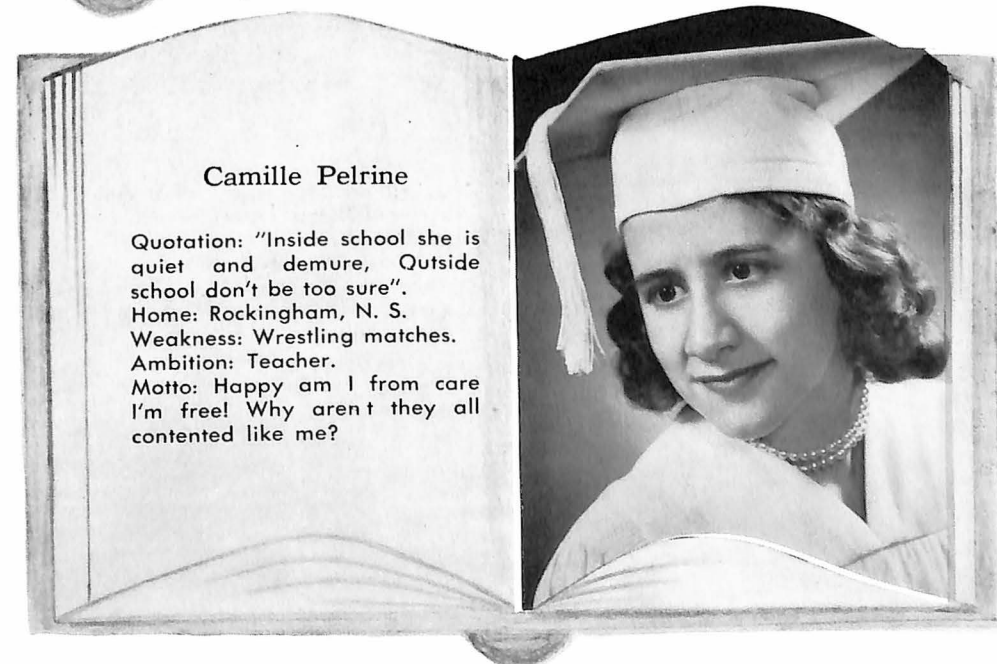 Camille Pelrine
Quotation: "Inside school she is
quiet and demure, Qutside
school don't be too sure".
Home: Rockingham, N. S.
Weakness: Wrestling matches.
Ambition: Teacher.
Motto: Happy am I from care
I'm free! Why aren t they all
contented like me?